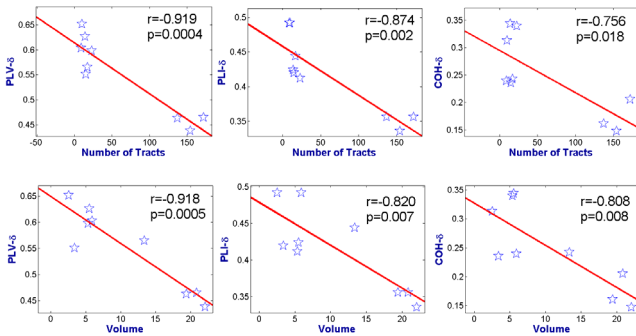 r=-0.919
p=0.0004
PLV-δ
0.65
0.6
0.55
0.5
0.45
-50 0 50 100 150
Number of Tracts
r=-0.874
p=0.002
PLI-δ
0.5
0.45
0.4
0.35
0 50 100 150
Number of Tracts
r=-0.756
p=0.018
COH-δ
0.35
0.3
0.25
0.2
0.15
0 50 100 150
Number of Tracts
r=-0.918
p=0.0005
PLV-δ
0.65
0.6
0.55
0.5
0.45
0 5 10 15 20
Volume
r=-0.820
p=0.007
PLI-δ
0.5
0.45
0.4
0.35
0 5 10 15 20
Volume
r=-0.808
p=0.008
COH-δ
0.35
0.3
0.25
0.2
0.15
0 5 10 15 20
Volume